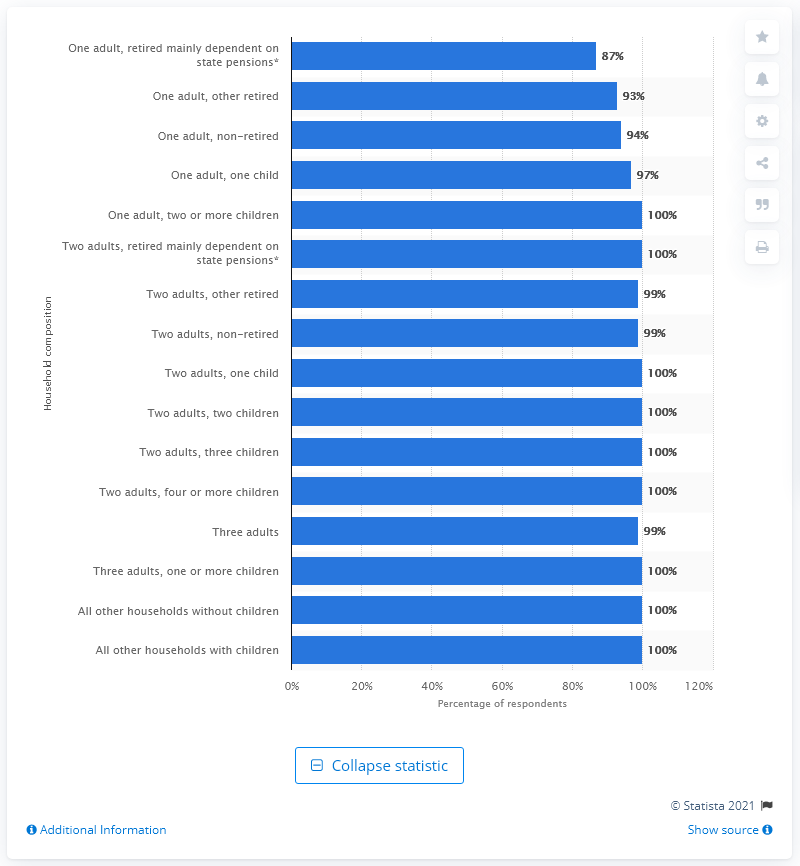 One adult, retired mainly dependent on
state pensions*
87%
One adult, other retired
93%
One adult, non-retired
94%
One adult, one child
97%
One adult, two or more children
100%
Two adults, retired mainly dependent on
state pensions*
100%
Two adults, other retired
99%
Two adults, non-retired
99%
Two adults, one child
100%
Two adults, two children
100%
Two adults, three children
100%
Two adults, four or more children
100%
Three adults
99%
Three adults, one or more children
100%
All other households without children
100%
All other households with children
100%
Household composition
0% 20% 40% 60% 80% 100% 120%
Percentage of respondents
Collapse statistic
© Statista 2021
Additional Information
Show source